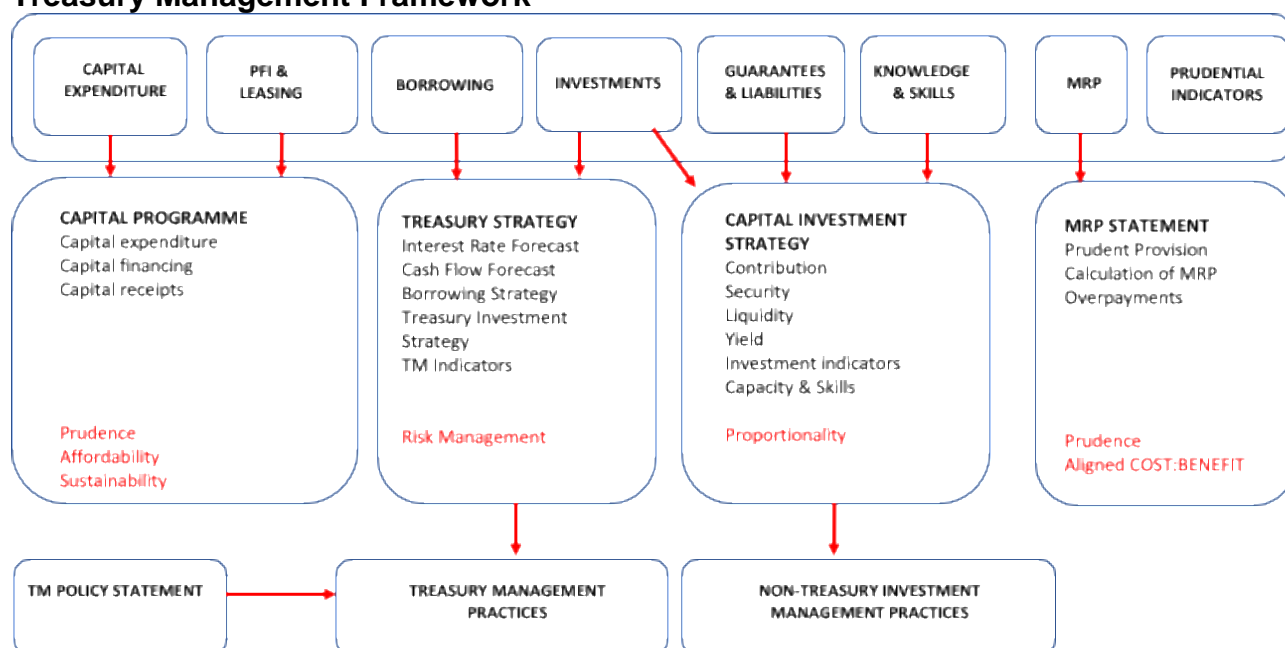 Treasury Management Framework
CAPITAL
EXPENDITURE
PFI &
LEASING
BORROWING
INVESTMENTS
GUARANTEES
& LIABILITIES
KNOWLEDGE
& SKILLS
MRP
PRUDENTIAL
INDICATORS
CAPITAL PROGRAMME
Capital expenditure
Capital financing
Capital receipts
Prudence
Affordability
Sustainability
TREASURY STRATEGY
Interest Rate Forecast
Cash Flow Forecast
Borrowing Strategy
Treasury Investment
Strategy
TM Indicators
Risk Management
CAPITAL INVESTMENT
STRATEGY
Contribution
Security
Liquidity
Yield
Investment indicators
Capacity & Skills
Proportionality
MRP STATEMENT
Prudent Provision
Calculation of MRP
Overpayments
Prudence
Aligned COST:BENEFIT
TM POLICY STATEMENT
TREASURY MANAGEMENT
PRACTICES
NON-TREASURY INVESTMENT
MANAGEMENT PRACTICES